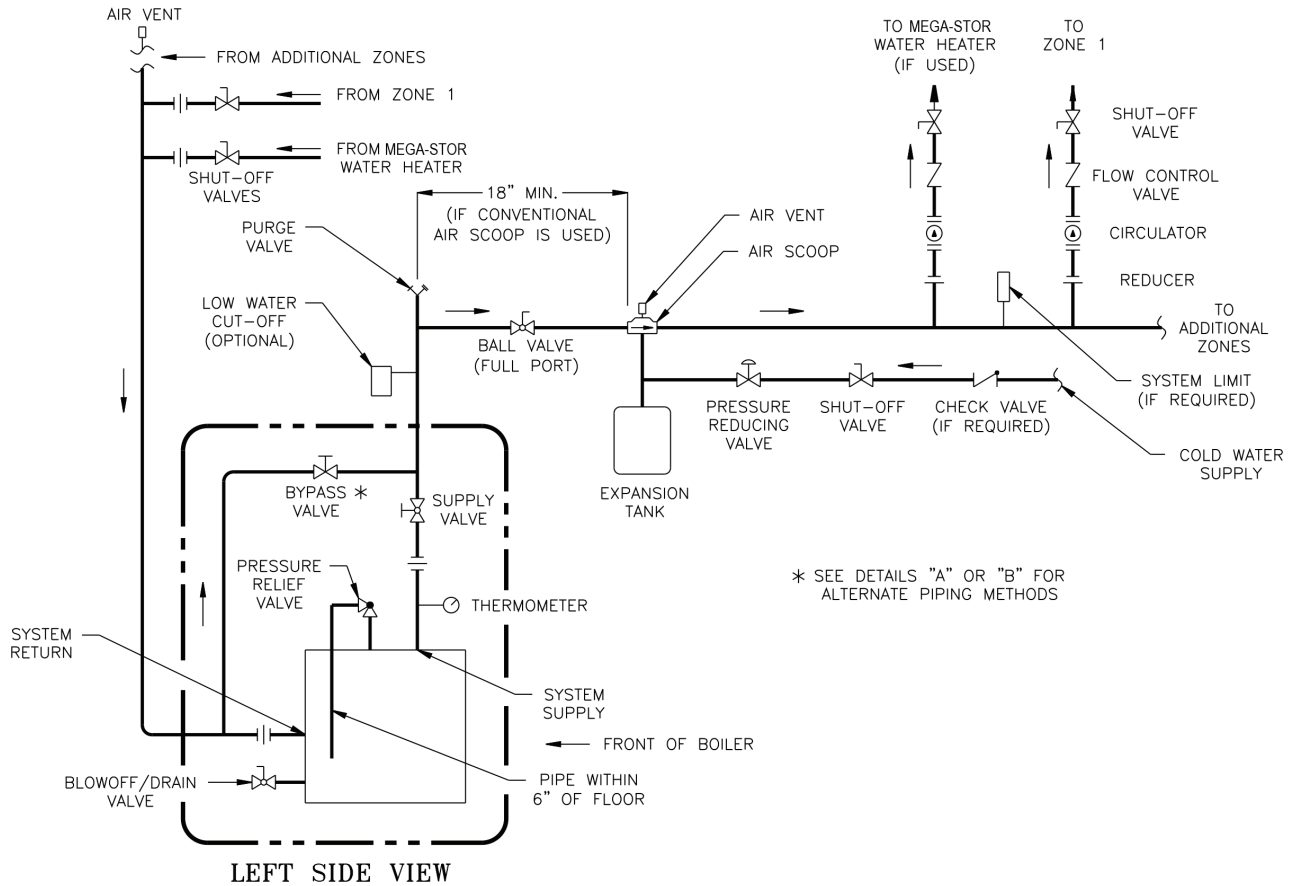 AIR VENT
FROM ADDITIONAL ZONES
FROM ZONE 1
FROM MEGA-STOR
WATER HEATER
SHUT-OFF
VALVES
TO MEGA-STOR
WATER HEATER
(IF USED)
TO
ZONE 1
SHUT-OFF
VALVE
FLOW CONTROL
VALVE
CIRCULATOR
REDUCER
18" MIN.
(IF CONVENTIONAL
AIR SCOOP IS USED)
PURGE
VALVE
AIR VENT
AIR SCOOP
LOW WATER
CUT-OFF
(OPTIONAL)
BALL VALVE
(FULL PORT)
TO
ADDITIONAL
ZONES
SYSTEM LIMIT
(IF REQUIRED)
PRESSURE
REDUCING
VALVE
SHUT-OFF
VALVE
CHECK VALVE
(IF REQUIRED)
COLD WATER
SUPPLY
EXPANSION
TANK
BYPASS *
VALVE
SUPPLY
VALVE
PRESSURE
RELIEF
VALVE
THERMOMETER
* SEE DETAILS "A" OR "B" FOR
ALTERNATE PIPING METHODS
SYSTEM
RETURN
SYSTEM
SUPPLY
FRONT OF BOILER
BLOWOFF/DRAIN
VALVE
PIPE WITHIN
6" OF FLOOR
LEFT SIDE VIEW